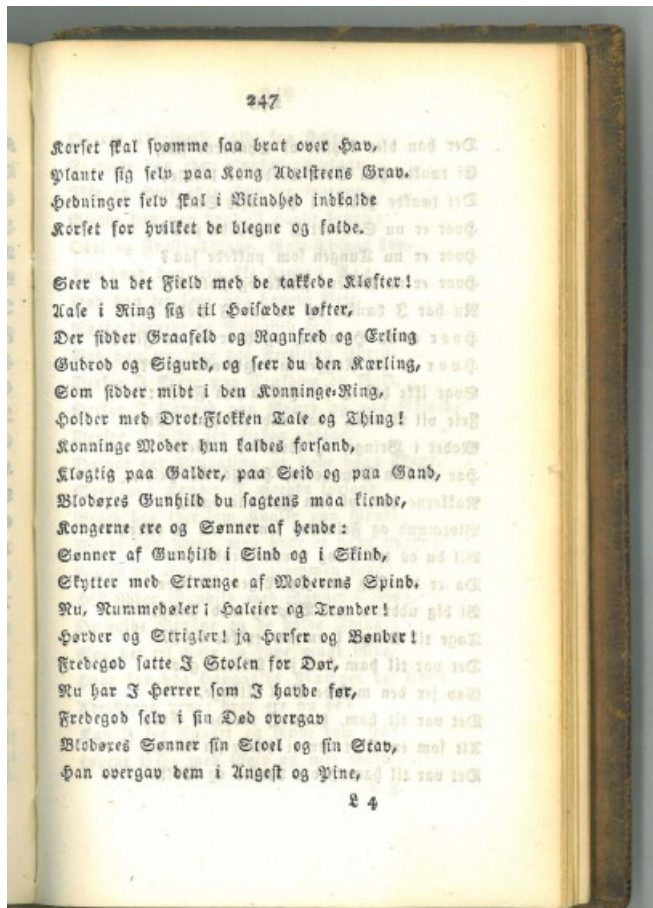 247
Korset skal svømme saa brat over Hav,
Plante sig selv paa Kong Adelsteens Grav.
Hedninger selv skal i Blindhed indkalde
Korset for hvilket de blegne og falde.
Seer du det Field med de takkede Kløfter!
Aase i Ring sig til Høisæder løfter,
Der sidder Graafeld og Ragnfred og Erling
Gudrod og Sigurd, og seer du den Kærling,
Som sidder midt i den Konninge-Ring,
Holder med Drot-Flokken Tale og Thing!
Konninge Moder hun kaldes forsand,
Kløgtig paa Galder, paa Seid og paa Gand,
Blodøxes Gunhild du sagtens maa kiende,
Kongerne ere og Sønner af hende:
Sønner af Gunhild i Sind og i Skind,
Skytter med Strænge af Moderens Spind.
Nu, Nummedøler; Haleier og Trønder!
Hørder og Strigler! ja Herser og Bønder!
Fredegod satte I Stolen for Dør,
Nu har I Herrer som I havde før,
Fredegod selv i sin Død overgav
Blodøxes Sønner sin Stoel og sin Stav,
Han overgav dem i Angest og Pine,
L 4